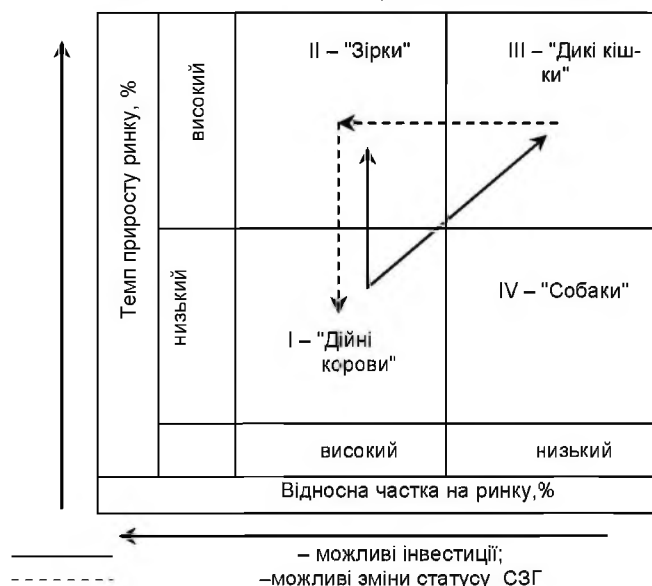 II – "Зірки"
III – "Дикі кіш-
ки"
Темп приросту ринку, %
високий
низький
I – "Дійні
корови"
IV – "Собаки"
високий
низький
Відносна частка на ринку,%
– можливі інвестиції;
–можливі зміни статусу СЗГ